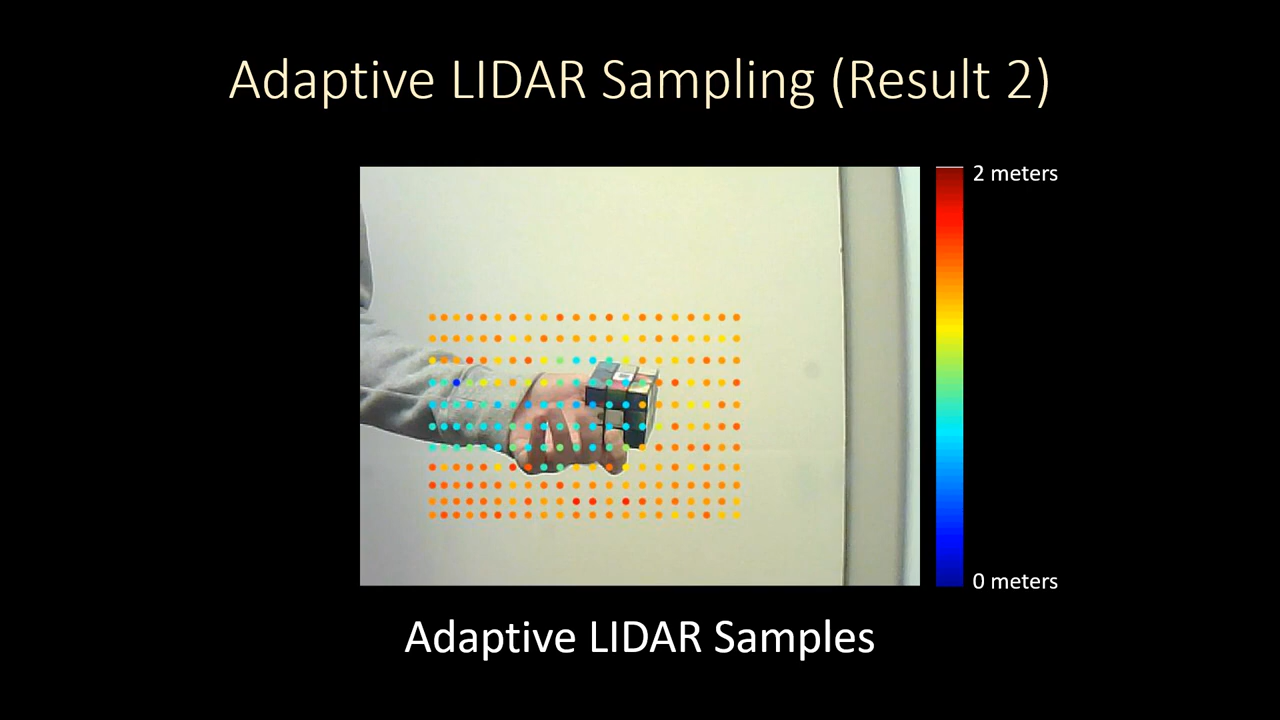 Adaptive LIDAR Sampling (Result 2)
2 meters
0 meters
Adaptive LIDAR Samples